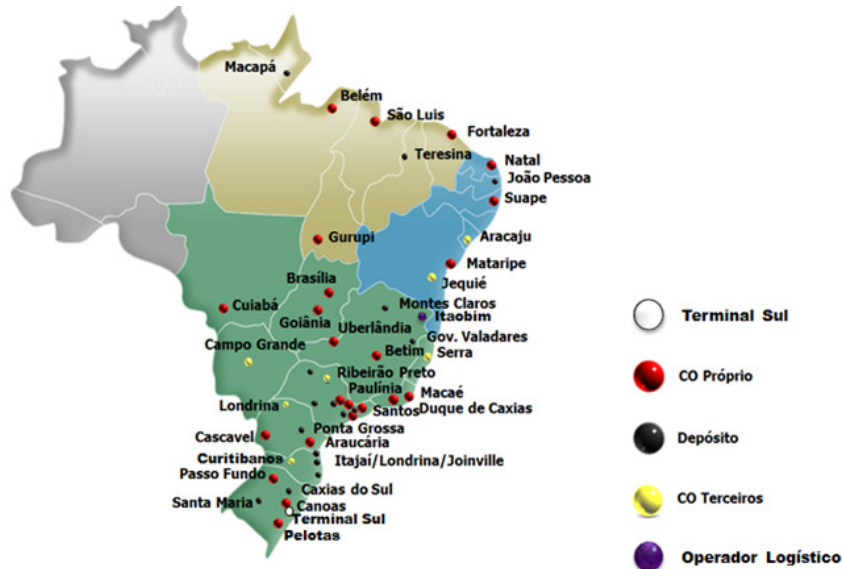 Macapá
Belém
São Luis
Fortaleza
Teresina
Natal
João Pessoa
Suape
Gurupi
Aracaju
Mataripe
Brasília
Jequié
Cuiabá
Montes Claros
Goiânia
Itaobim
Uberlândia
Gov. Valadares
Campo Grande
Betim
Serra
Ribeirão Preto
Paulínia
Macaé
Londrina
Santos
Duque de Caxias
Ponta Grossa
Cascavel
Araucária
Curitibanos
Itajaí/Londrina/Joinville
Passo Fundo
Caxias do Sul
Santa Maria
Canoas
Terminal Sul
Pelotas
Terminal Sul
CO Próprio
Depósito
CO Terceiros
Operador Logístico